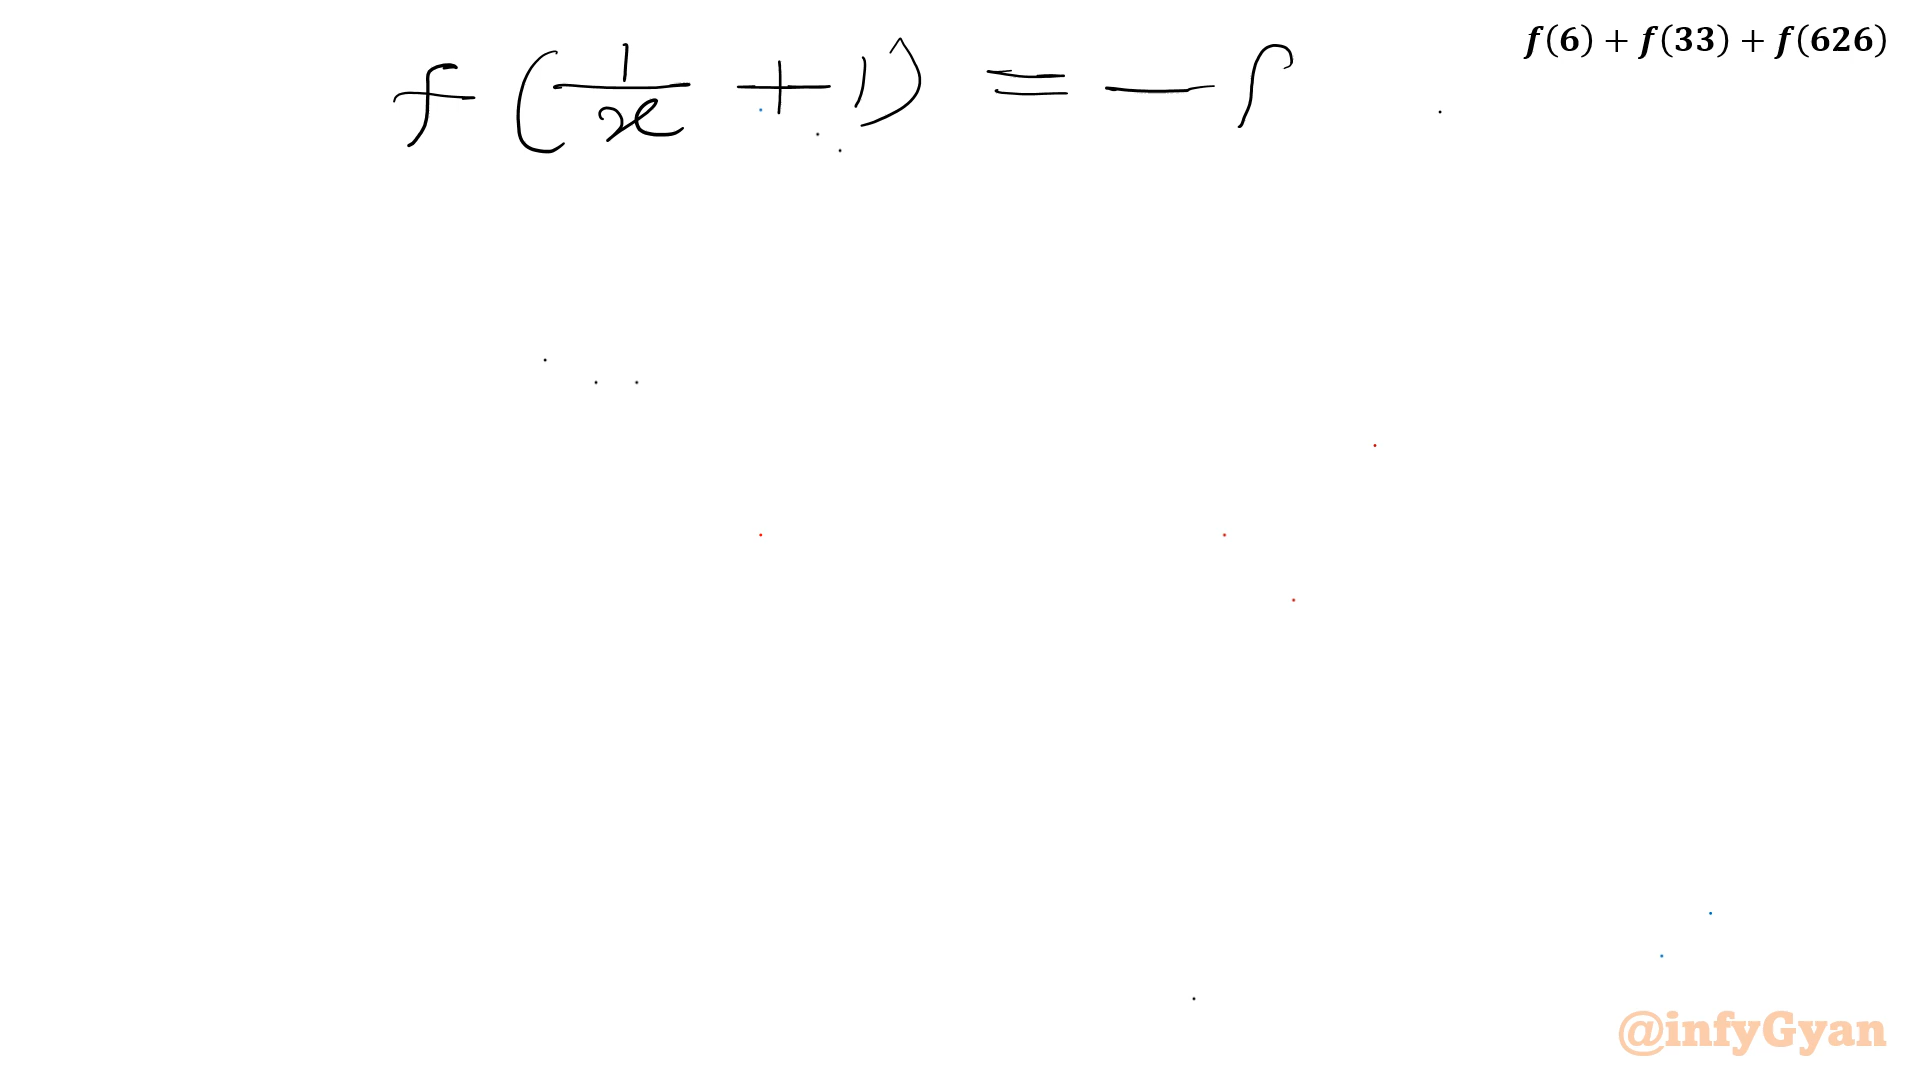 f(1/x + 1) = -f
f(6) + f(33) + f(626)
@infyGyan